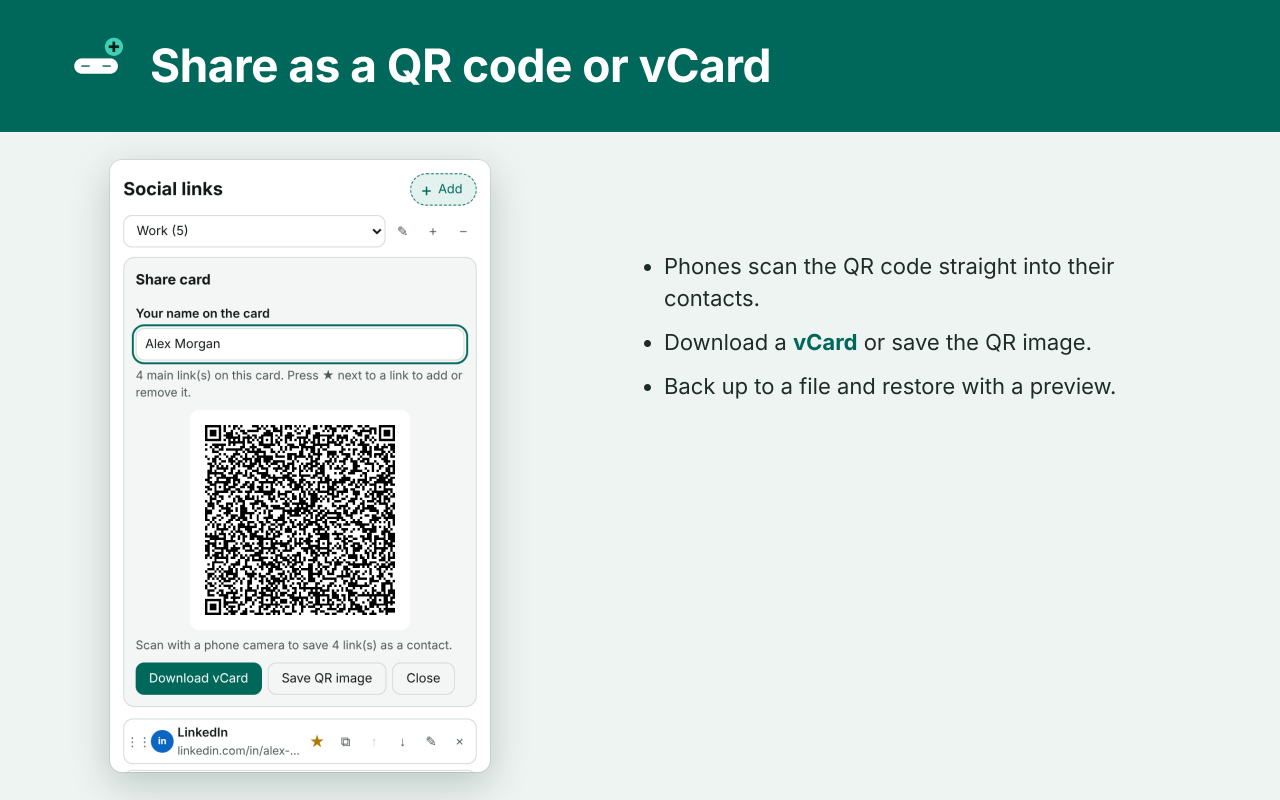 Share as a QR code or vCard
Social links
+ Add
Work (5)
Share card
Your name on the card
Alex Morgan
4 main link(s) on this card. Press ★ next to a link to add or
remove it.
Scan with a phone camera to save 4 link(s) as a contact.
Download vCard
Save QR image
Close
in
LinkedIn
linkedin.com/in/alex-...
Phones scan the QR code straight into their
contacts.
Download a vCard or save the QR image.
Back up to a file and restore with a preview.